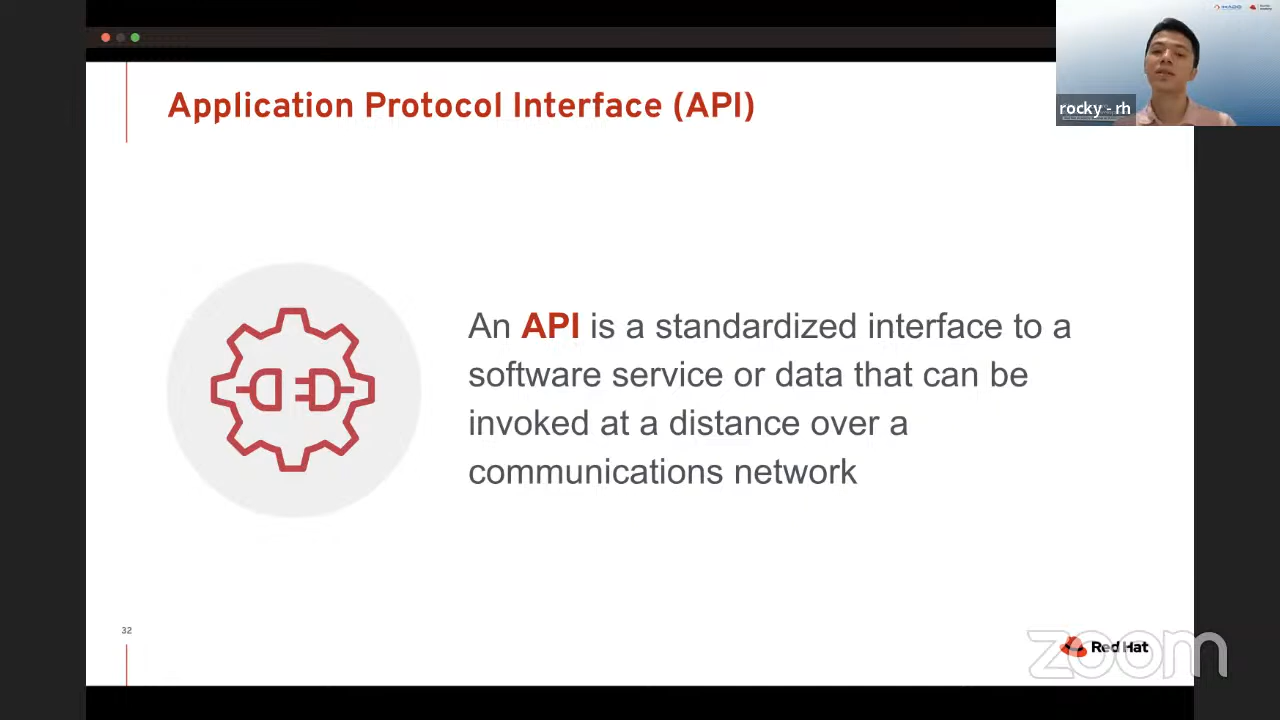 Application Protocol Interface (API)
rocky - rh
An API is a standardized interface to a
software service or data that can be
invoked at a distance over a
communications network
32
Red Hat
zoom